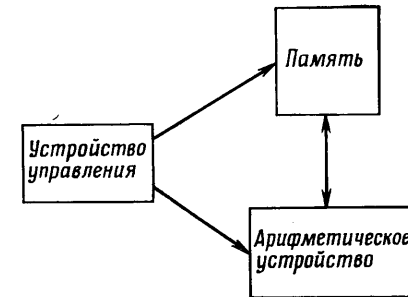 Память
Устройство
управления
Арифметическое
устройство